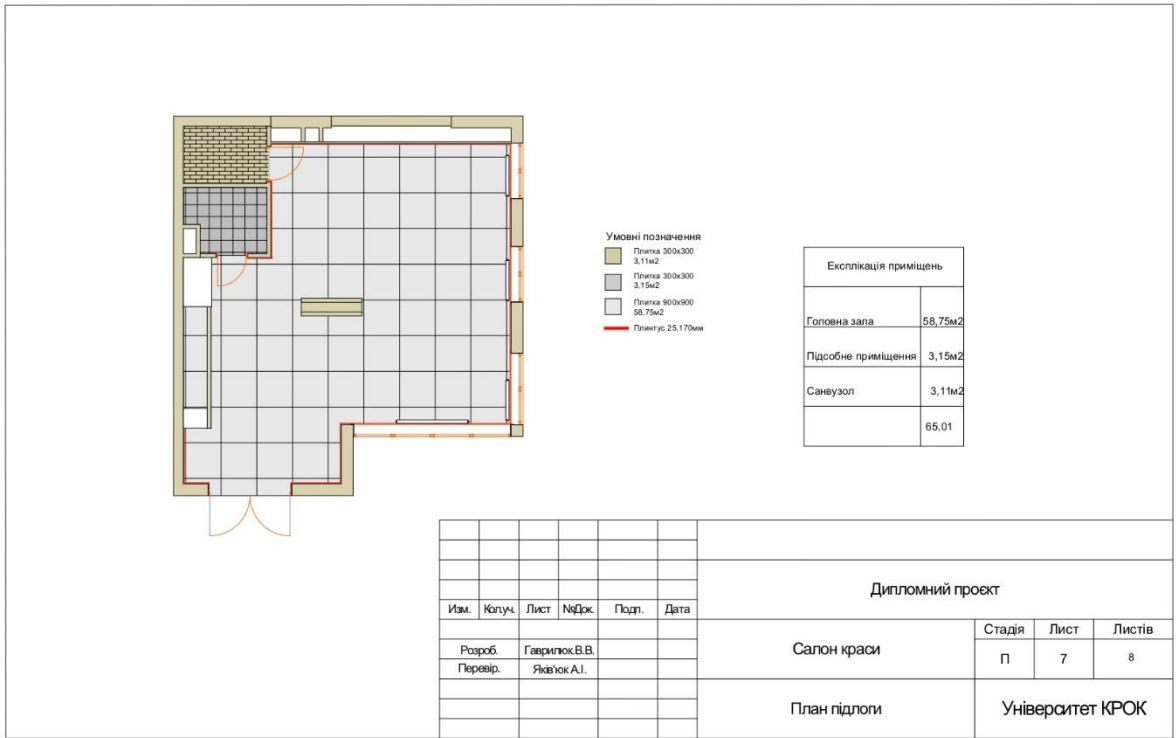 Умовні позначення
Плитка 300х300
3,11м2
Плитка 300х300
3,15м2
Плитка 900х900
58,75м2
Плинтус 25,170мм
Експлікація приміщень
Головна зала 58,75м2
Підсобне приміщення 3,15м2
Санвузол 3,11м2
65,01
Изм. Кол.уч. Лист №Док. Подп. Дата
Розроб. Гаврилюк.В.В.
Перевір. Яків'юк А.І.
Дипломний проєкт
Салон краси
Стадія Лист Листів
П 7 8
План підлоги
Університет КРОК